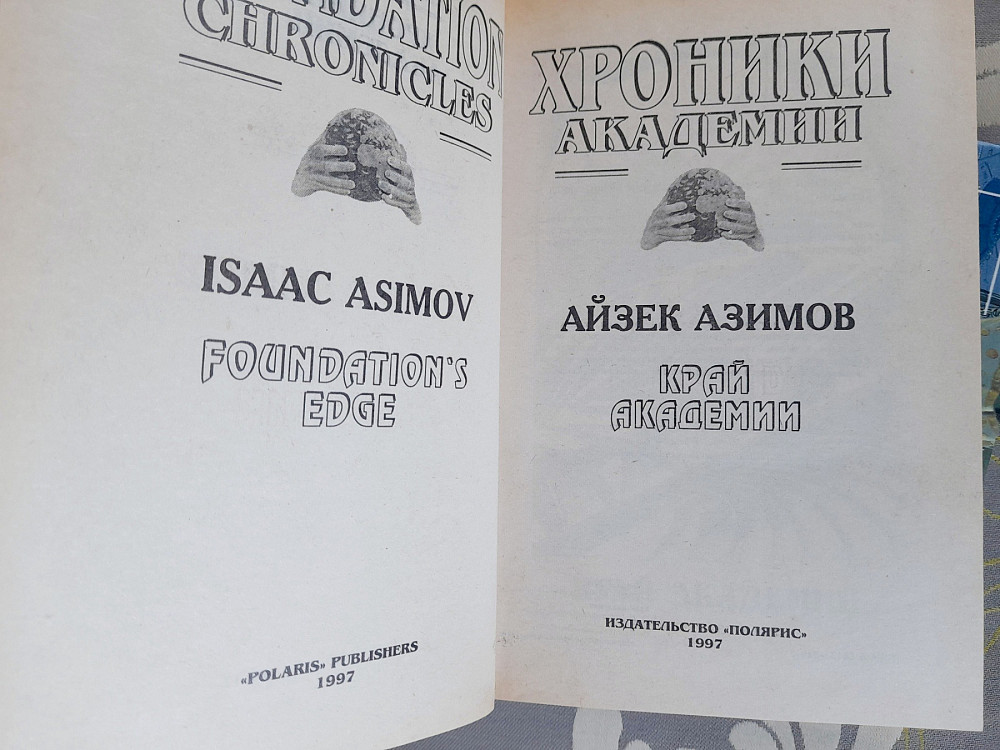 CHRONICLES
ISAAC ASIMOV
FOUNDATION'S
EDGE
«POLARIS» PUBLISHERS
1997
ХРОНИКИ
АКАДЕМИИ
АЙЗЕК АЗИМОВ
КРАЙ
АКАДЕМИИ
ИЗДАТЕЛЬСТВО «ПОЛЯРИС»
1997